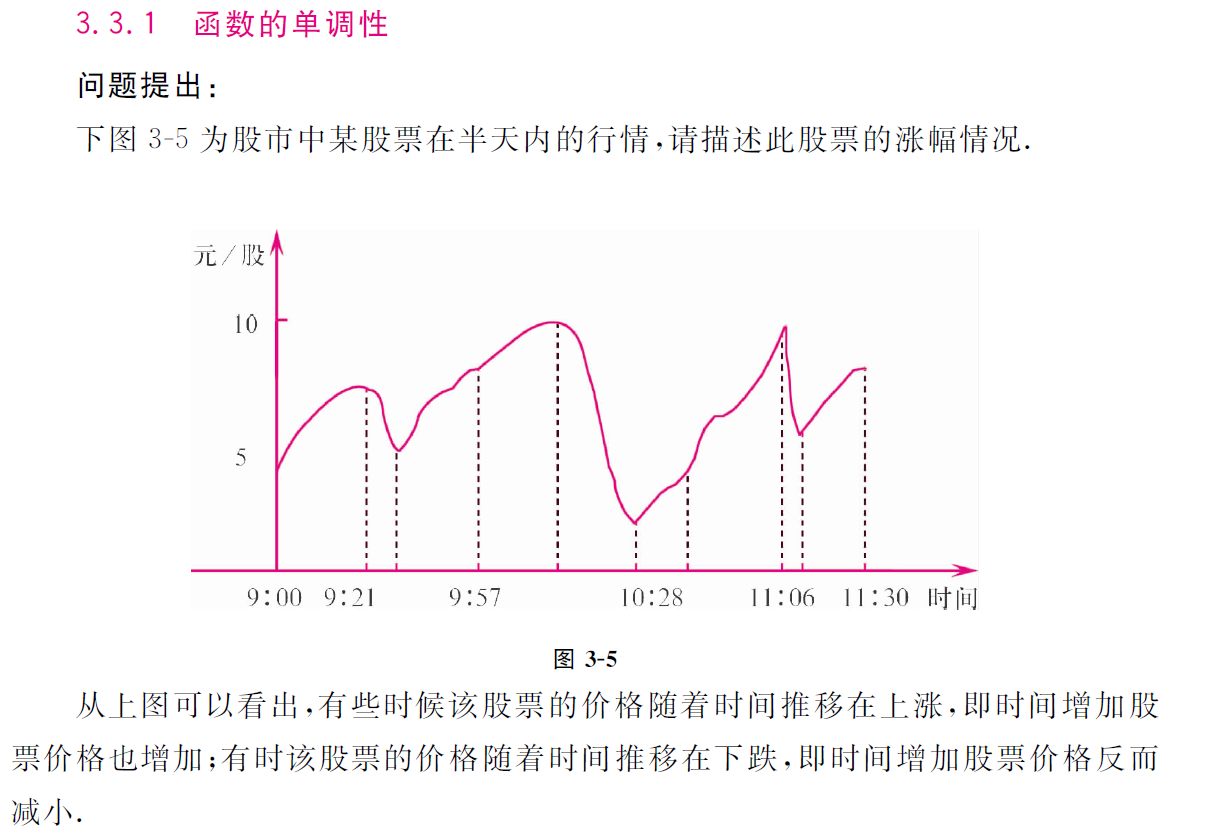 3.3.1 函数的单调性
问题提出：
下图 3-5 为股市中某股票在半天内的行情,请描述此股票的涨幅情况.
元/股
10
5
9:00 9:21 9:57 10:28 11:06 11:30 时间
图 3-5
从上图可以看出,有些时候该股票的价格随着时间推移在上涨,即时间增加股
票价格也增加;有时该股票的价格随着时间推移在下跌,即时间增加股票价格反而
减小.